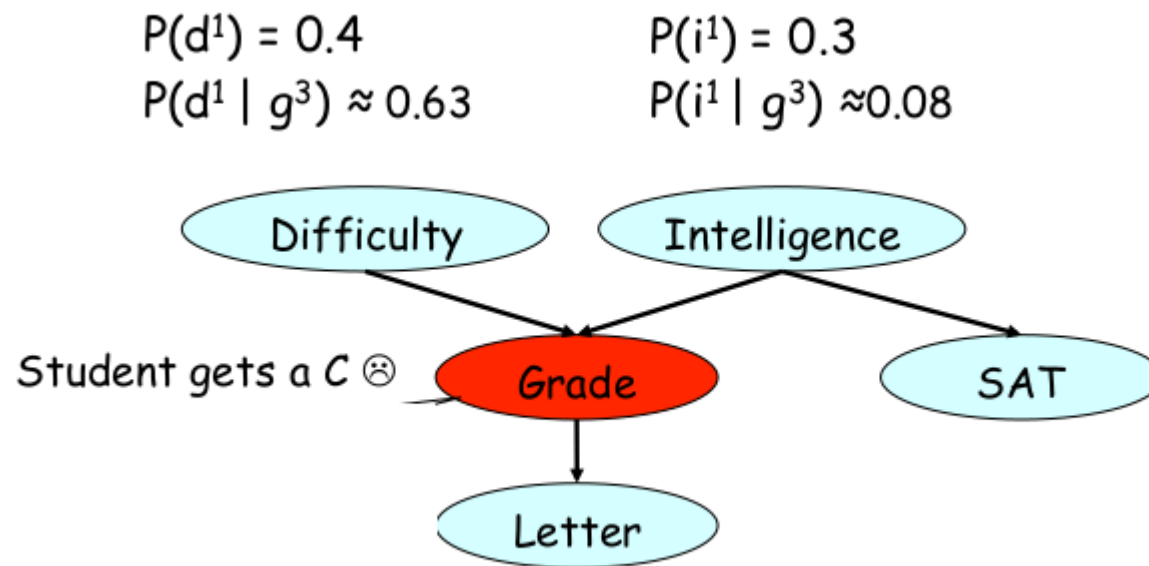 P(d¹) = 0.4
P(i¹) = 0.3
P(d¹ | g³) ≈ 0.63
P(i¹ | g³) ≈0.08
Difficulty
Intelligence
Student gets a C ☹
Grade
SAT
Letter